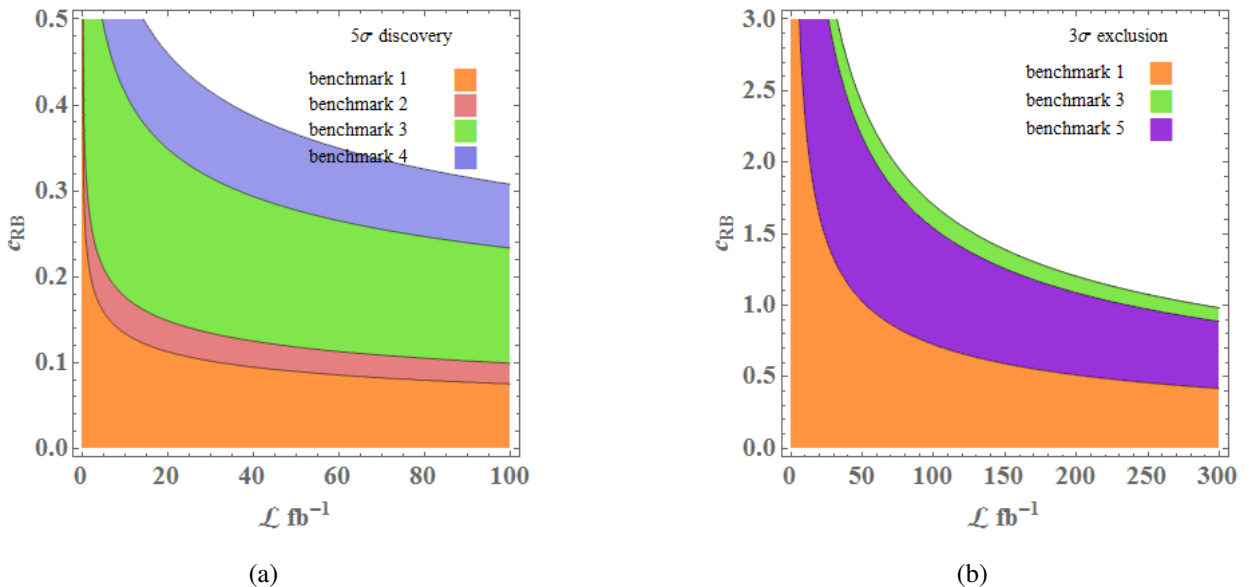 5σ discovery
benchmark 1
benchmark 2
benchmark 3
benchmark 4
0.5
0.4
0.3
0.2
0.1
0.0
c_RB
0 20 40 60 80 100
ℒ fb⁻¹
(a)
3σ exclusion
benchmark 1
benchmark 3
benchmark 5
3.0
2.5
2.0
1.5
1.0
0.5
0.0
c_RB
0 50 100 150 200 250 300
ℒ fb⁻¹
(b)